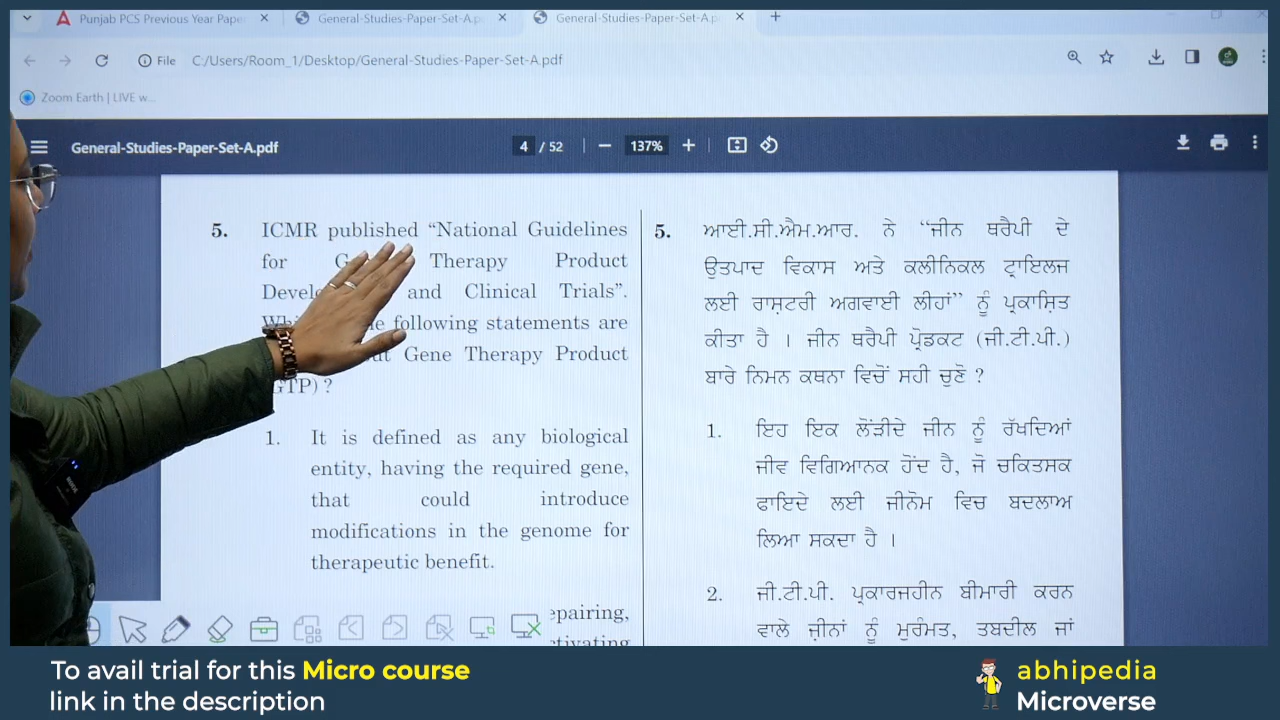 Punjab PCS Previous Year Pape
General-Studies-Paper-Set-A.p
General-Studies-Paper-Set-A.p
File C:/Users/Room_1/Desktop/General-Studies-Paper-Set-A.pdf
Zoom Earth | LIVE w...
General-Studies-Paper-Set-A.pdf
4 / 52
137%
5. ICMR published “National Guidelines
for Therapy Product
and Clinical Trials”.
following statements are
Gene Therapy Product
GTP) ?
1. It is defined as any biological
entity, having the required gene,
that could introduce
modifications in the genome for
therapeutic benefit.
epairing,
5. ਆਈ.ਸੀ.ਐਮ.ਆਰ. ਨੇ “ਜੀਨ ਥਰੈਪੀ ਦੇ
ਉਤਪਾਦ ਵਿਕਾਸ ਅਤੇ ਕਲੀਨਿਕਲ ਟ੍ਰਾਇਲਜ
ਲਈ ਰਾਸ਼ਟਰੀ ਅਗਵਾਈ ਲੀਹਾਂ” ਨੂੰ ਪ੍ਰਕਾਸ਼ਿਤ
ਕੀਤਾ ਹੈ । ਜੀਨ ਥਰੈਪੀ ਪ੍ਰੋਡਕਟ (ਜੀ.ਟੀ.ਪੀ.)
ਬਾਰੇ ਨਿਮਨ ਕਥਨਾ ਵਿਚੋਂ ਸਹੀ ਚੁਣੋ ?
1. ਇਹ ਇਕ ਲੋਂੜੀਦੇ ਜੀਨ ਨੂੰ ਰੱਖਦਿਆਂ
ਜੀਵ ਵਿਗਿਆਨਕ ਹੋਂਦ ਹੈ, ਜੋ ਚਕਿਤਸਕ
ਫਾਇਦੇ ਲਈ ਜੀਨੋਮ ਵਿਚ ਬਦਲਾਅ
ਲਿਆ ਸਕਦਾ ਹੈ ।
2. ਜੀ.ਟੀ.ਪੀ. ਪ੍ਰਕਾਰਜਹੀਨ ਬੀਮਾਰੀ ਕਰਨ
ਵਾਲੇ ਜ਼ੀਨਾਂ ਨੂੰ ਮੁਰੰਮਤ, ਤਬਦੀਲ ਜਾਂ
To avail trial for this Micro course
link in the description
abhipedia
Microverse